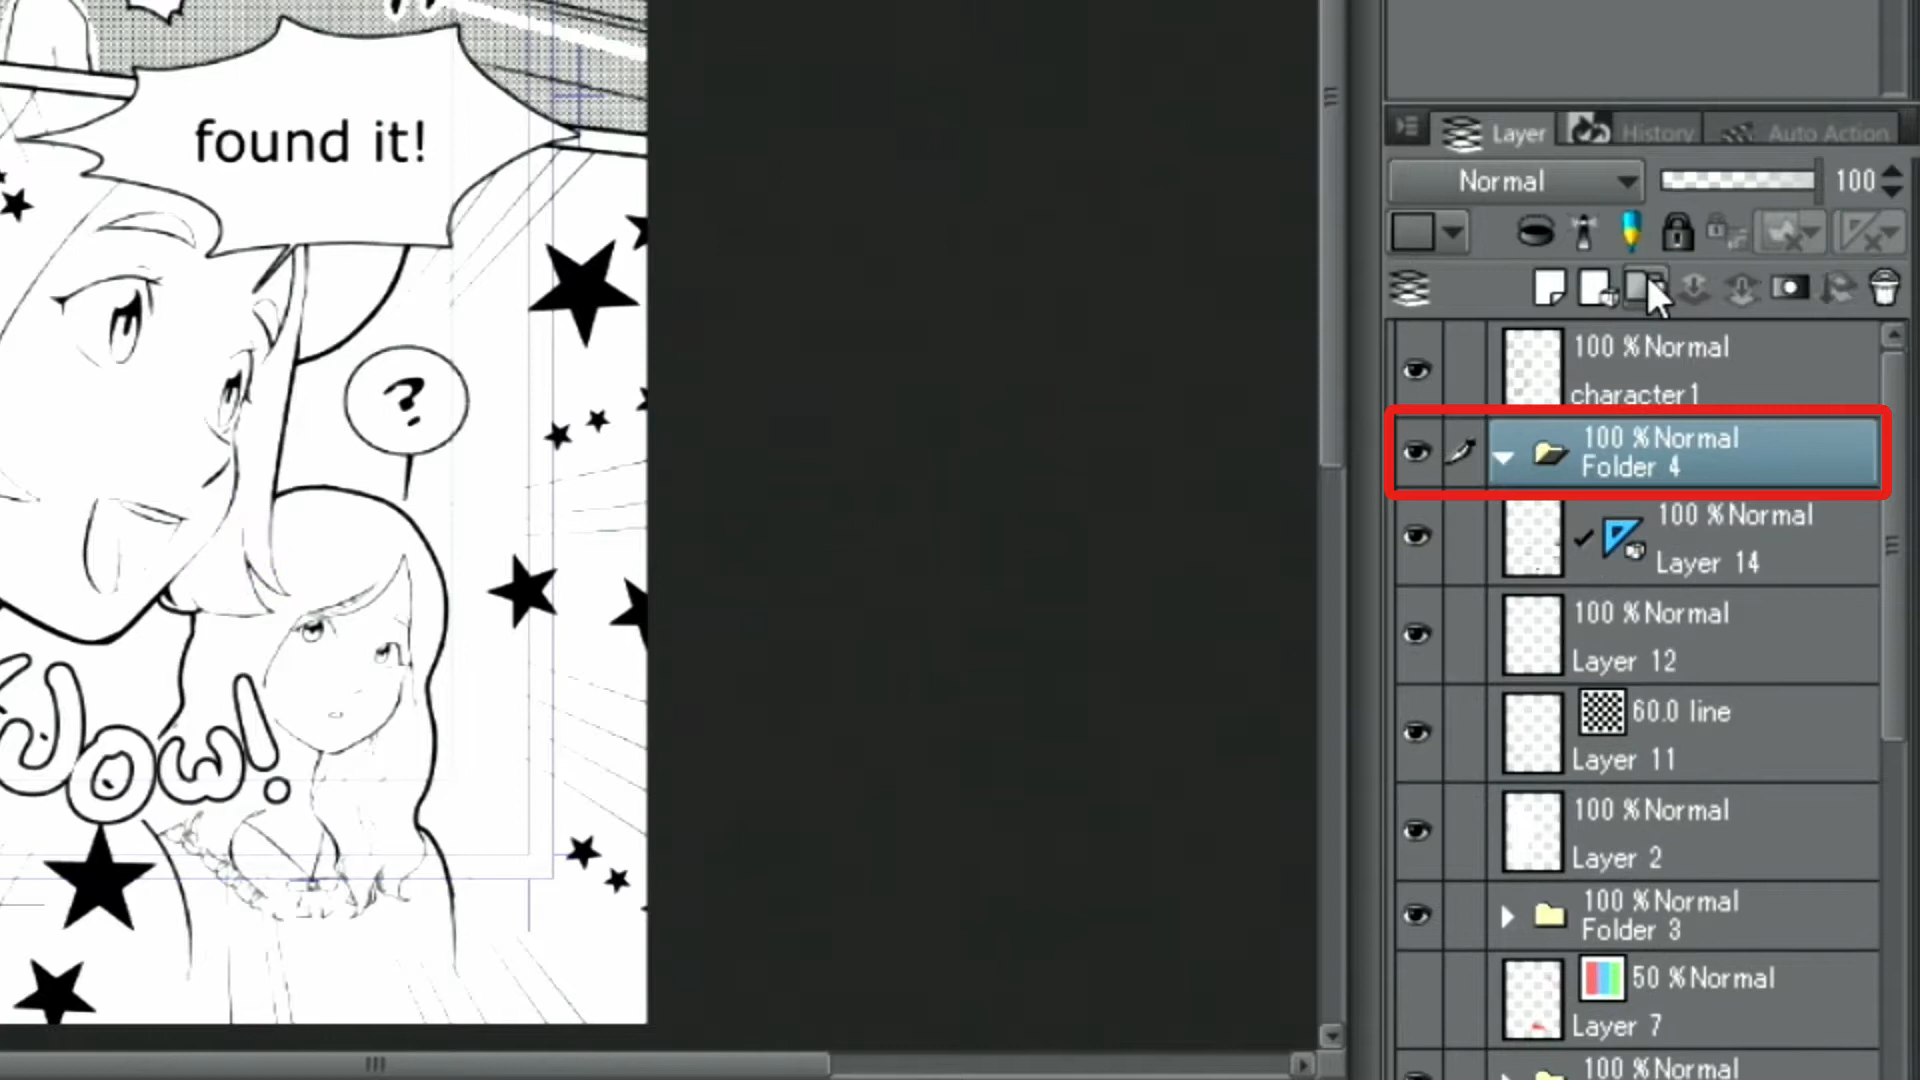 found it!
?
Wow!
Layer
History
Auto Action
Normal
100
100 %Normal
character1
100 %Normal
Folder 4
100 %Normal
Layer 14
100 %Normal
Layer 12
60.0 line
Layer 11
100 %Normal
Layer 2
100 %Normal
Folder 3
50 %Normal
Layer 7
100 %Normal